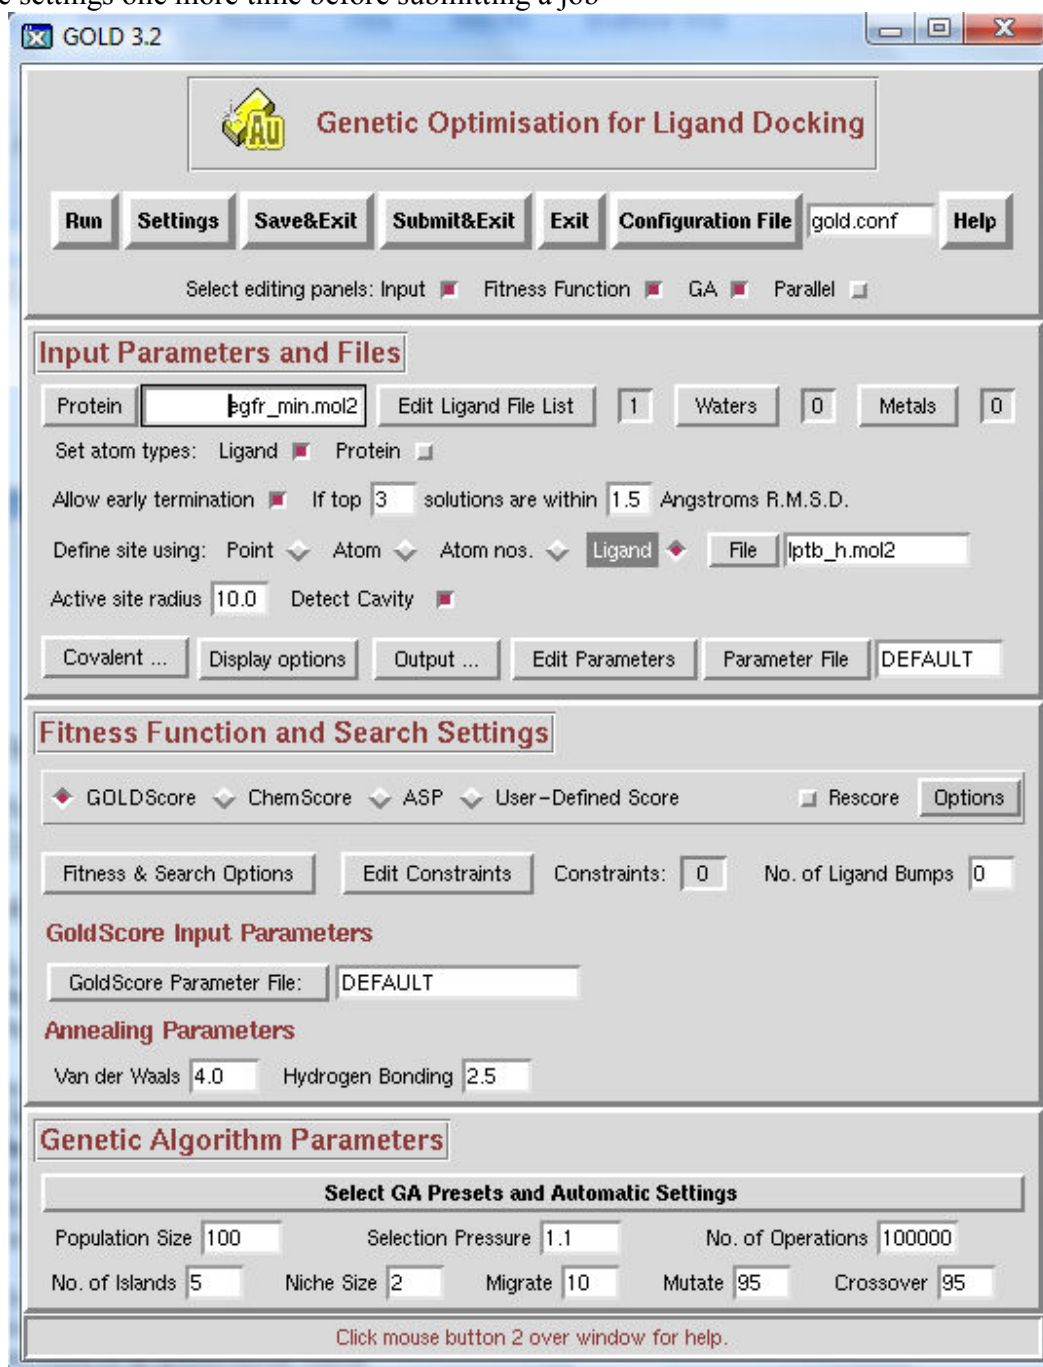 e settings one more time before submitting a job
GOLD 3.2
Au
Genetic Optimisation for Ligand Docking
Run Settings Save&Exit Submit&Exit Exit Configuration File gold.conf Help
Select editing panels: Input Fitness Function GA Parallel
Input Parameters and Files
Protein egfr_min.mol2 Edit Ligand File List 1 Waters 0 Metals 0
Set atom types: Ligand Protein
Allow early termination If top 3 solutions are within 1.5 Angstroms R.M.S.D.
Define site using: Point Atom Atom nos. Ligand File lptb_h.mol2
Active site radius 10.0 Detect Cavity
Covalent ... Display options Output ... Edit Parameters Parameter File DEFAULT
Fitness Function and Search Settings
GOLDScore ChemScore ASP User-Defined Score Rescore Options
Fitness & Search Options Edit Constraints Constraints: 0 No. of Ligand Bumps 0
GoldScore Input Parameters
GoldScore Parameter File: DEFAULT
Annealing Parameters
Van der Waals 4.0 Hydrogen Bonding 2.5
Genetic Algorithm Parameters
Select GA Presets and Automatic Settings
Population Size 100 Selection Pressure 1.1 No. of Operations 100000
No. of Islands 5 Niche Size 2 Migrate 10 Mutate 95 Crossover 95
Click mouse button 2 over window for help.